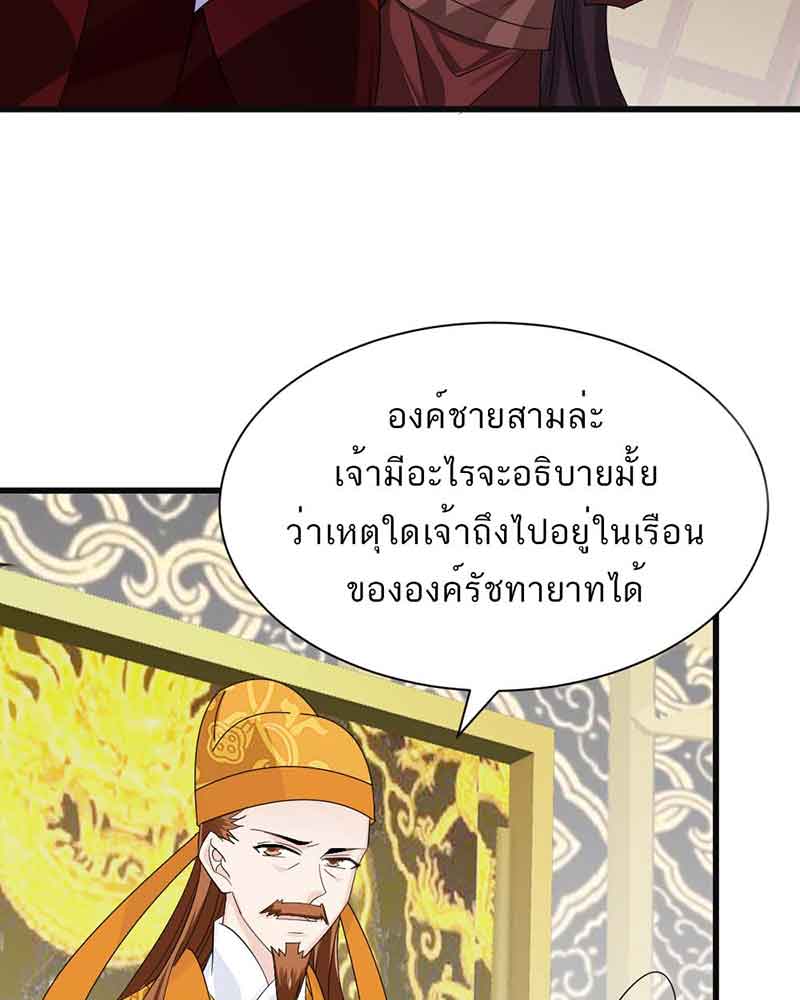 องค์ชายสามล่ะ
เจ้ามีอะไรจะอธิบายมั้ย
ว่าเหตุใดเจ้าถึงไปอยู่ในเรือน
ขององค์รัชทายาทได้